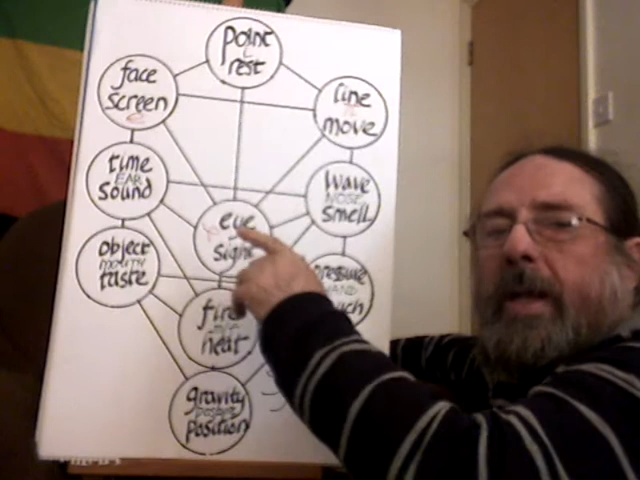 point
rest
face
screen
line
move
time
EAR
sound
wave
NOSE
smell
eye
sight
object
MOUTH
taste
pressure
HAND
fire
heat
gravity
position